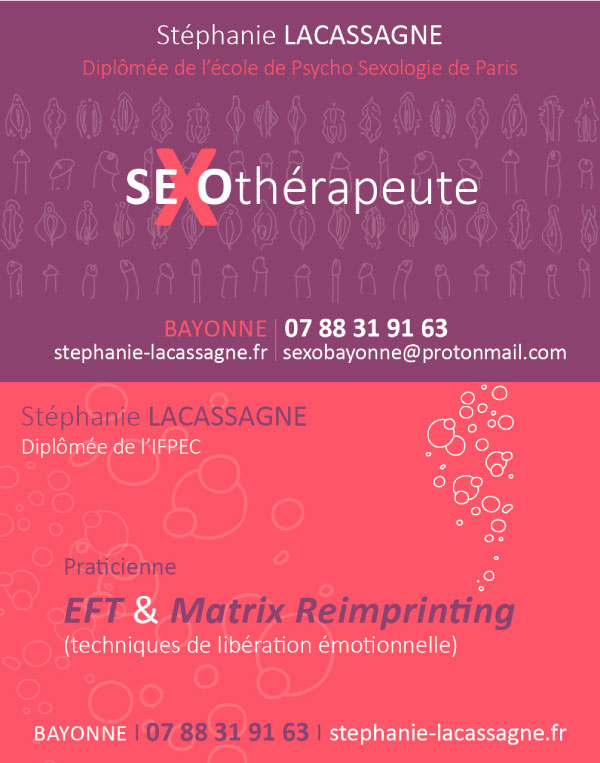 Stéphanie LACASSAGNE
Diplômée de l'école de Psycho Sexologie de Paris
SEXOthérapeute
BAYONNE | 07 88 31 91 63
stephanie-lacassagne.fr | sexobayonne@protonmail.com
Stéphanie LACASSAGNE
Diplômée de l'IFPEC
Praticienne
EFT & Matrix Reimprinting
(techniques de libération émotionnelle)
BAYONNE | 07 88 31 91 63 | stephanie-lacassagne.fr